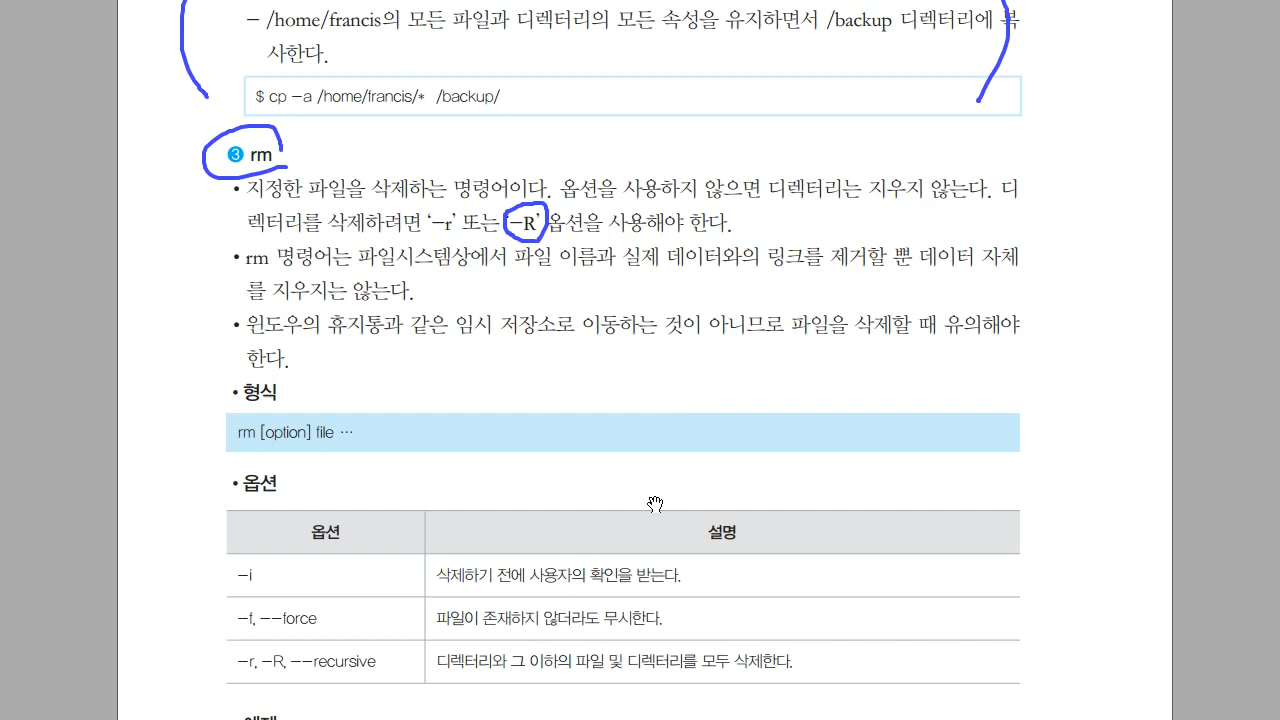 – /home/francis의 모든 파일과 디렉터리의 모든 속성을 유지하면서 /backup 디렉터리에 복
사한다.
$ cp –a /home/francis/* /backup/
❸ rm
• 지정한 파일을 삭제하는 명령어이다. 옵션을 사용하지 않으면 디렉터리는 지우지 않는다. 디
렉터리를 삭제하려면 ‘–r’ 또는 ‘–R’ 옵션을 사용해야 한다.
• rm 명령어는 파일시스템상에서 파일 이름과 실제 데이터와의 링크를 제거할 뿐 데이터 자체
를 지우지는 않는다.
• 윈도우의 휴지통과 같은 임시 저장소로 이동하는 것이 아니므로 파일을 삭제할 때 유의해야
한다.
• 형식
rm [option] file …
• 옵션
옵션 설명
–i 삭제하기 전에 사용자의 확인을 받는다.
–f, ––force 파일이 존재하지 않더라도 무시한다.
–r, –R, ––recursive 디렉터리와 그 이하의 파일 및 디렉터리를 모두 삭제한다.